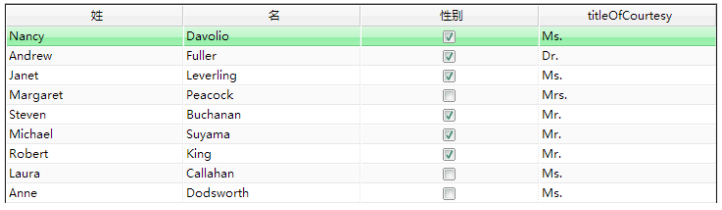 姓 名 性别 titleOfCourtesy
Nancy Davolio Ms.
Andrew Fuller Dr.
Janet Leverling Ms.
Margaret Peacock Mrs.
Steven Buchanan Mr.
Michael Suyama Mr.
Robert King Mr.
Laura Callahan Ms.
Anne Dodsworth Ms.